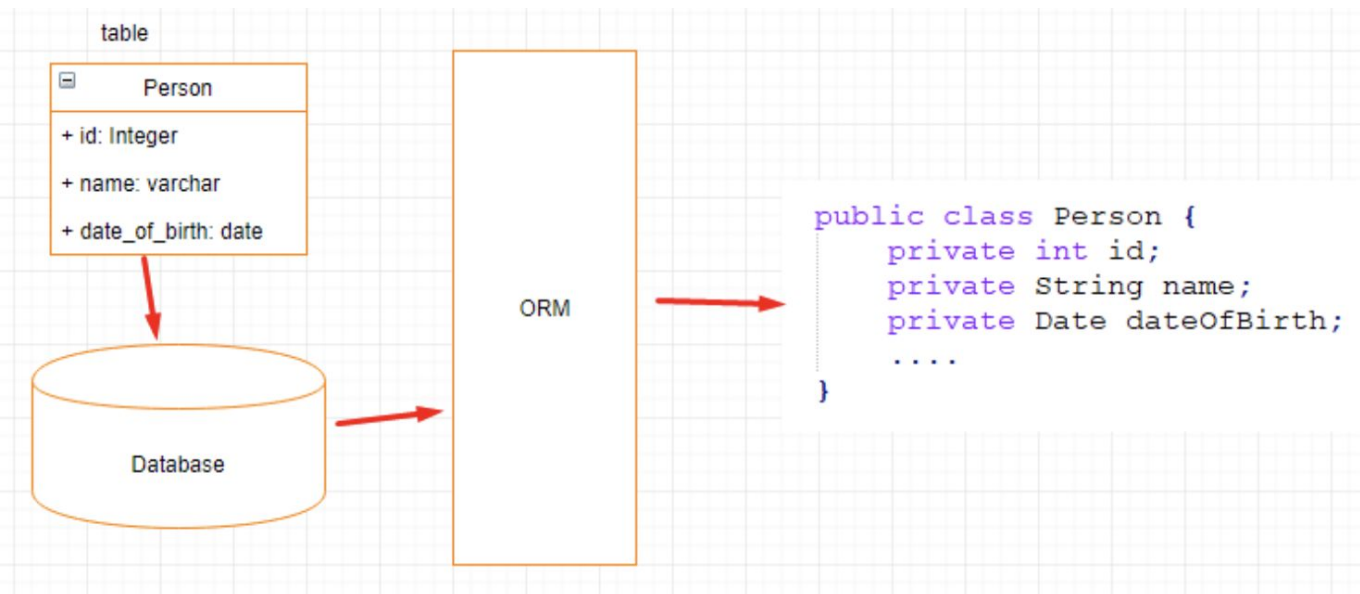 table
Person
+ id: Integer
+ name: varchar
+ date_of_birth: date
Database
ORM
public class Person {
private int id;
private String name;
private Date dateOfBirth;
....
}